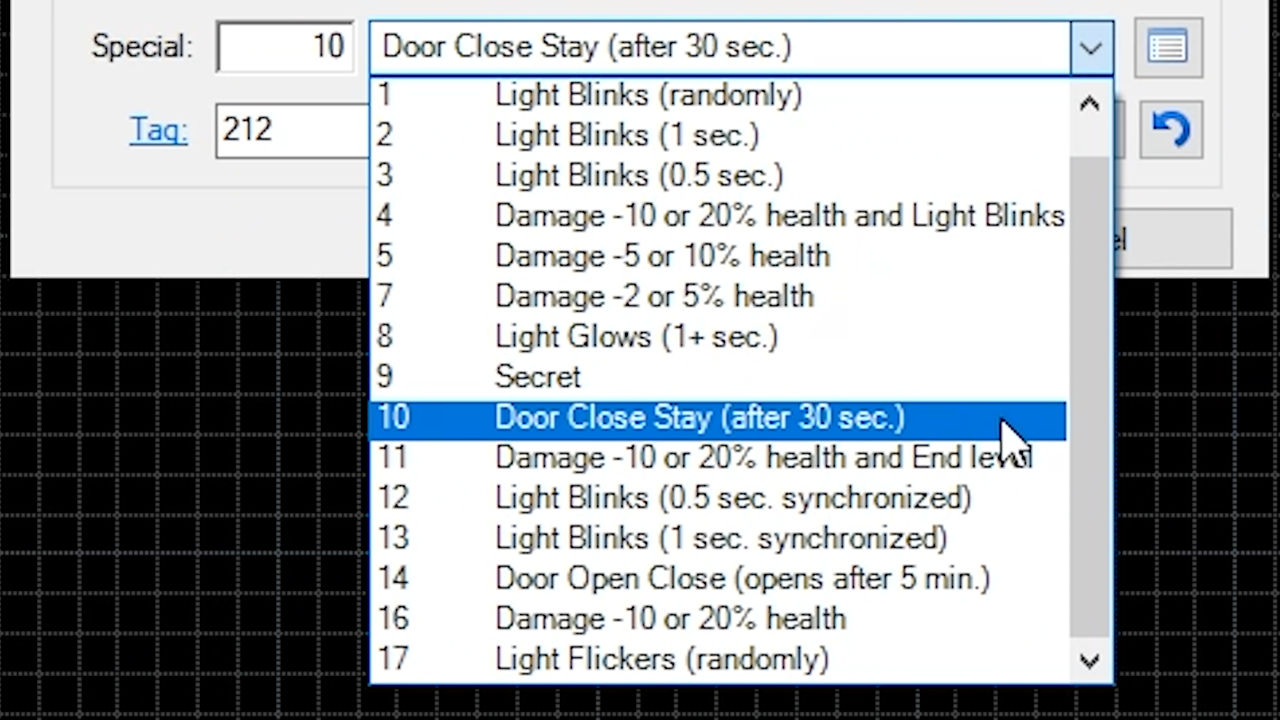 Special: 10 Door Close Stay (after 30 sec.)
1 Light Blinks (randomly)
Tag: 212
2 Light Blinks (1 sec.)
3 Light Blinks (0.5 sec.)
4 Damage -10 or 20% health and Light Blinks
5 Damage -5 or 10% health
7 Damage -2 or 5% health
8 Light Glows (1+ sec.)
9 Secret
10 Door Close Stay (after 30 sec.)
11 Damage -10 or 20% health and End level
12 Light Blinks (0.5 sec. synchronized)
13 Light Blinks (1 sec. synchronized)
14 Door Open Close (opens after 5 min.)
16 Damage -10 or 20% health
17 Light Flickers (randomly)